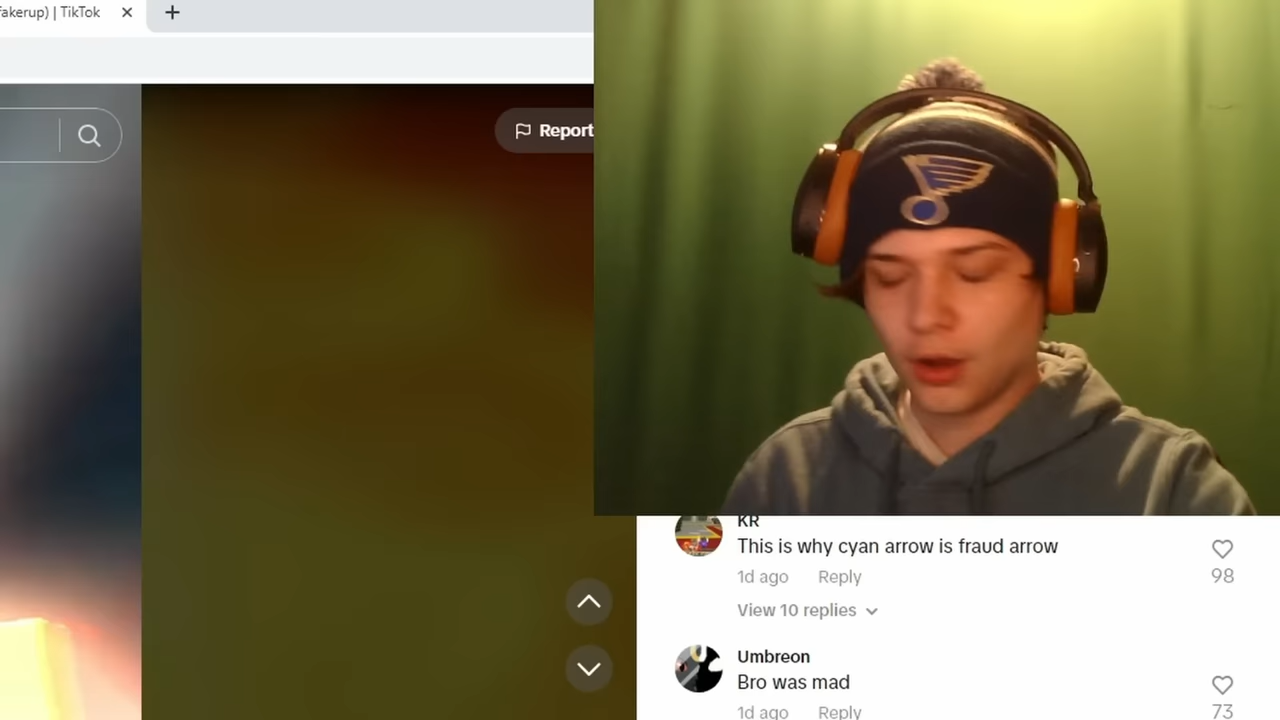 fakerup) | TikTok
Report
KR
This is why cyan arrow is fraud arrow
1d ago Reply
98
View 10 replies
Umbreon
Bro was mad
1d ago Reply
73